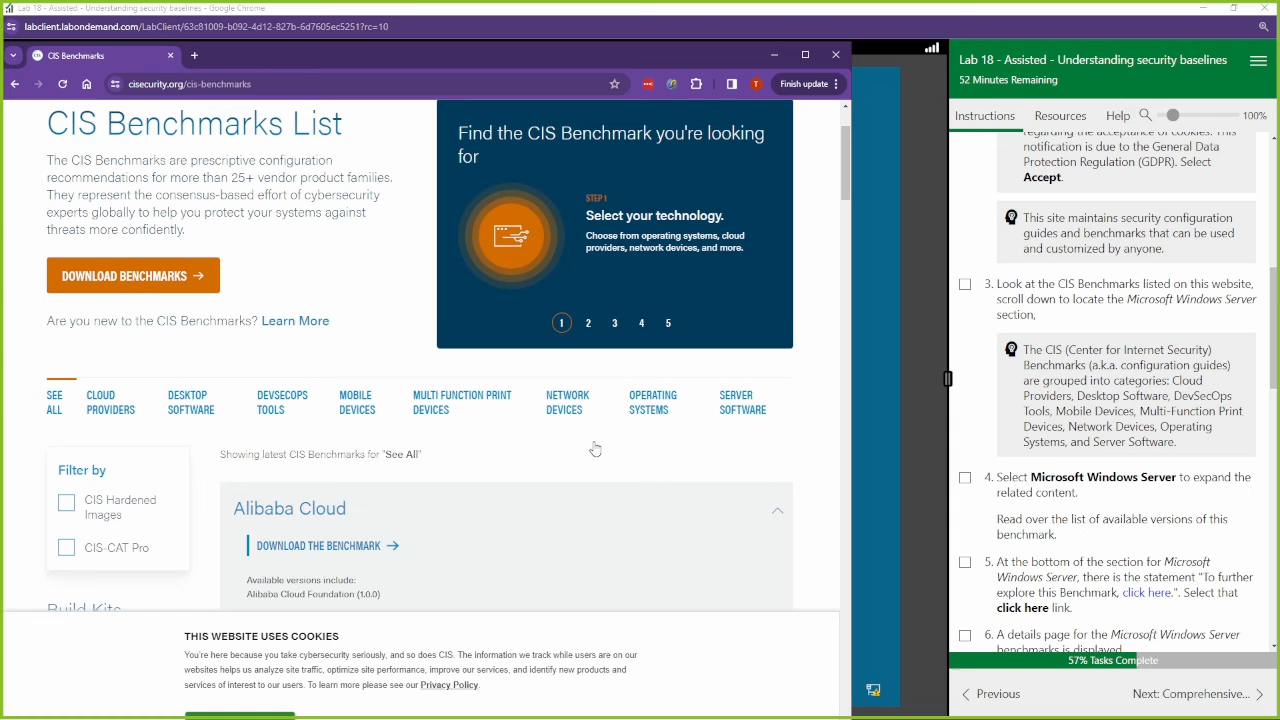 Lab 18 - Assisted - Understanding security baselines - Google Chrome
labclient.labondemand.com/LabClient/63c81009-b092-4d12-827b-6d7605ec5251?rc=10
CIS Benchmarks
cisecurity.org/cis-benchmarks
T
Finish update
CIS Benchmarks List
The CIS Benchmarks are prescriptive configuration
recommendations for more than 25+ vendor product families.
They represent the consensus-based effort of cybersecurity
experts globally to help you protect your systems against
threats more confidently.
DOWNLOAD BENCHMARKS
Are you new to the CIS Benchmarks? Learn More
Find the CIS Benchmark you're looking
for
STEP 1
Select your technology.
Choose from operating systems, cloud
providers, network devices, and more.
1 2 3 4 5
SEE
ALL
CLOUD
PROVIDERS
DESKTOP
SOFTWARE
DEVSECOPS
TOOLS
MOBILE
DEVICES
MULTI FUNCTION PRINT
DEVICES
NETWORK
DEVICES
OPERATING
SYSTEMS
SERVER
SOFTWARE
Filter by
CIS Hardened
Images
CIS-CAT Pro
Build Kits
Showing latest CIS Benchmarks for "See All"
Alibaba Cloud
DOWNLOAD THE BENCHMARK
Available versions include:
Alibaba Cloud Foundation (1.0.0)
THIS WEBSITE USES COOKIES
You're here because you take cybersecurity seriously, and so does CIS. The information we track while users are on our
websites helps us analyze site traffic, optimize site performance, improve our services, and identify new products and
services of interest to our users. To learn more please see our Privacy Policy.
Lab 18 - Assisted - Understanding security baselines
52 Minutes Remaining
Instructions Resources Help 100%
regarding the acceptance of cookies. This
notification is due to the General Data
Protection Regulation (GDPR). Select
Accept.
This site maintains security configuration
guides and benchmarks that can be used
and customized by anyone.
3. Look at the CIS Benchmarks listed on this website,
scroll down to locate the Microsoft Windows Server
section,
The CIS (Center for Internet Security)
Benchmarks (a.k.a. configuration guides)
are grouped into categories: Cloud
Providers, Desktop Software, DevSecOps
Tools, Mobile Devices, Multi-Function Print
Devices, Network Devices, Operating
Systems, and Server Software.
4. Select Microsoft Windows Server to expand the
related content.
Read over the list of available versions of this
benchmark.
5. At the bottom of the section for Microsoft
Windows Server, there is the statement "To further
explore this Benchmark, click here.". Select that
click here link.
6. A details page for the Microsoft Windows Server
benchmarks is displayed.
57% Tasks Complete
Previous
Next: Comprehensive...